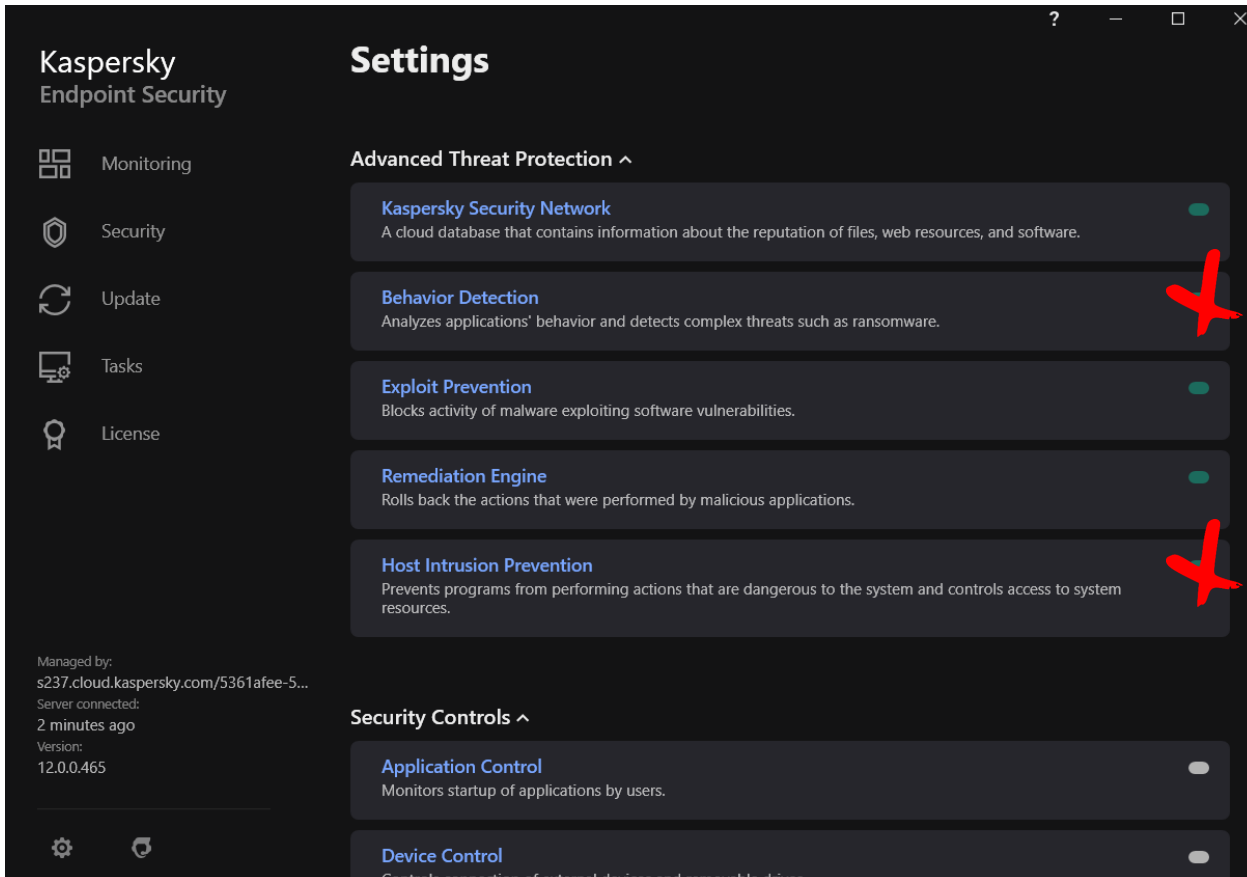 ?
Kaspersky
Endpoint Security
Monitoring
Security
Update
Tasks
License
Managed by:
s237.cloud.kaspersky.com/5361afee-5...
Server connected:
2 minutes ago
Version:
12.0.0.465
Settings
Advanced Threat Protection
Kaspersky Security Network
A cloud database that contains information about the reputation of files, web resources, and software.
Behavior Detection
Analyzes applications' behavior and detects complex threats such as ransomware.
Exploit Prevention
Blocks activity of malware exploiting software vulnerabilities.
Remediation Engine
Rolls back the actions that were performed by malicious applications.
Host Intrusion Prevention
Prevents programs from performing actions that are dangerous to the system and controls access to system
resources.
Security Controls
Application Control
Monitors startup of applications by users.
Device Control